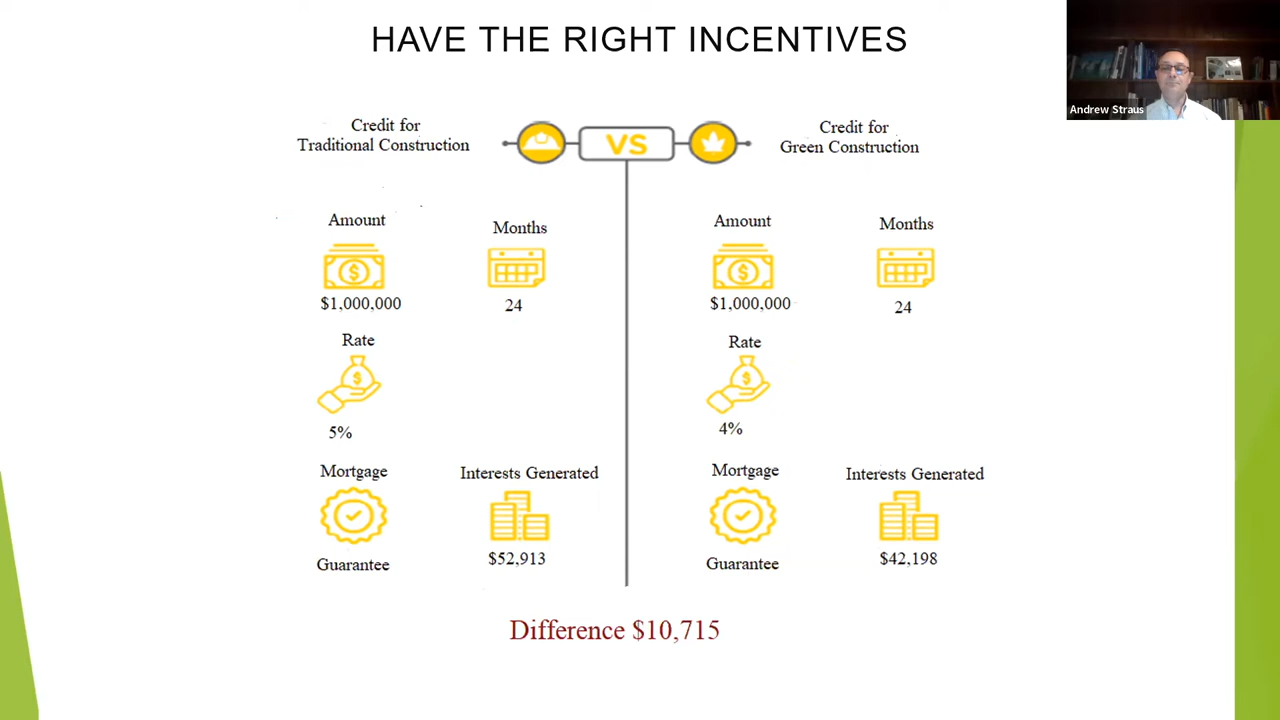 HAVE THE RIGHT INCENTIVES
Andrew Straus
Credit for
Traditional Construction
VS
Credit for
Green Construction
Amount
$1,000,000
Months
24
Rate
5%
Mortgage
Guarantee
Interests Generated
$52,913
Amount
$1,000,000
Months
24
Rate
4%
Mortgage
Guarantee
Interests Generated
$42,198
Difference $10,715